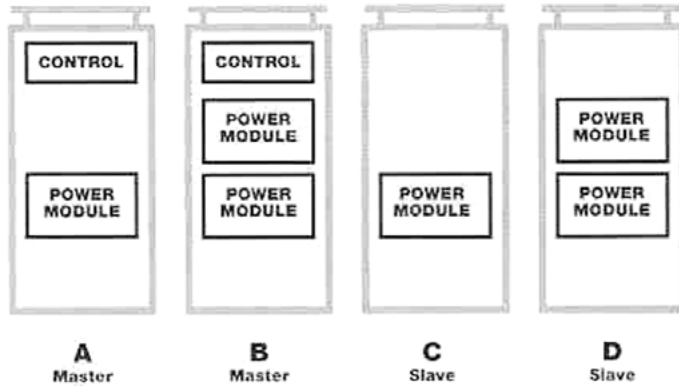 CONTROL
POWER
MODULE
A
Master
CONTROL
POWER
MODULE
POWER
MODULE
B
Master
POWER
MODULE
C
Slave
POWER
MODULE
POWER
MODULE
D
Slave